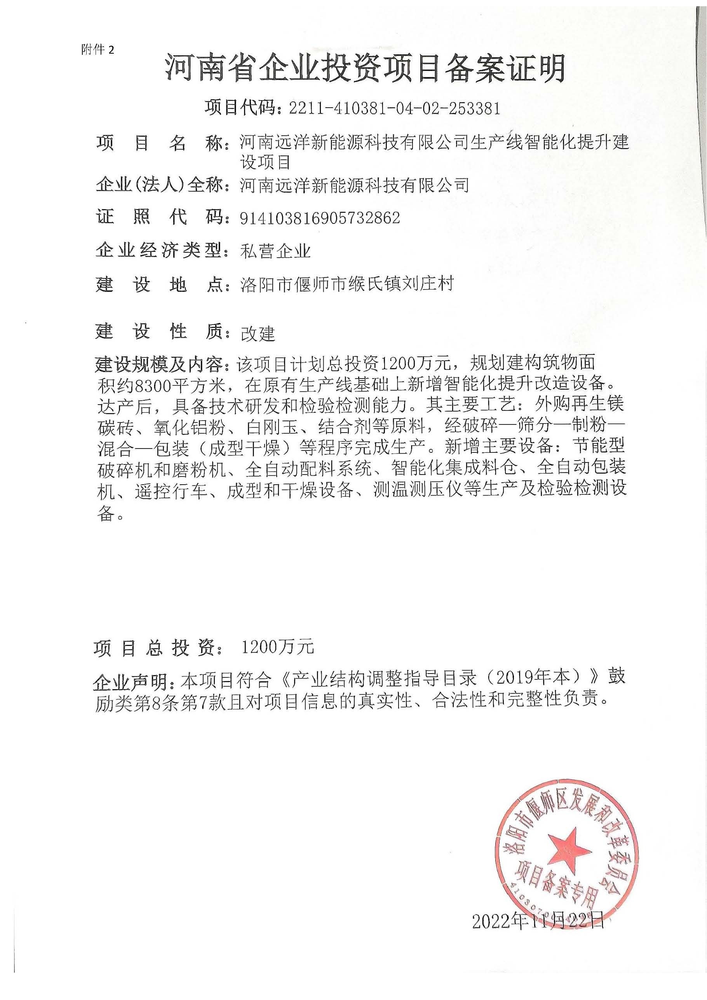 附件 2
河南省企业投资项目备案证明
项目代码：2211-410381-04-02-253381
项目名称：河南远洋新能源科技有限公司生产线智能化提升建
设项目
企业(法人)全称：河南远洋新能源科技有限公司
证照代码：914103816905732862
企业经济类型：私营企业
建设地点：洛阳市偃师市缑氏镇刘庄村
建设性质：改建
建设规模及内容：该项目计划总投资1200万元，规划建构筑物面
积约8300平方米，在原有生产线基础上新增智能化提升改造设备。
达产后，具备技术研发和检验检测能力。其主要工艺：外购再生镁
碳砖、氧化铝粉、白刚玉、结合剂等原料，经破碎—筛分—制粉—
混合—包装（成型干燥）等程序完成生产。新增主要设备：节能型
破碎机和磨粉机、全自动配料系统、智能化集成料仓、全自动包装
机、遥控行车、成型和干燥设备、测温测压仪等生产及检验检测设
备。
项目总投资：1200万元
企业声明：本项目符合《产业结构调整指导目录（2019年本）》鼓
励类第8条第7款且对项目信息的真实性、合法性和完整性负责。
洛阳市偃师区发展和改革委员会
项目备案专用
2022年11月22日